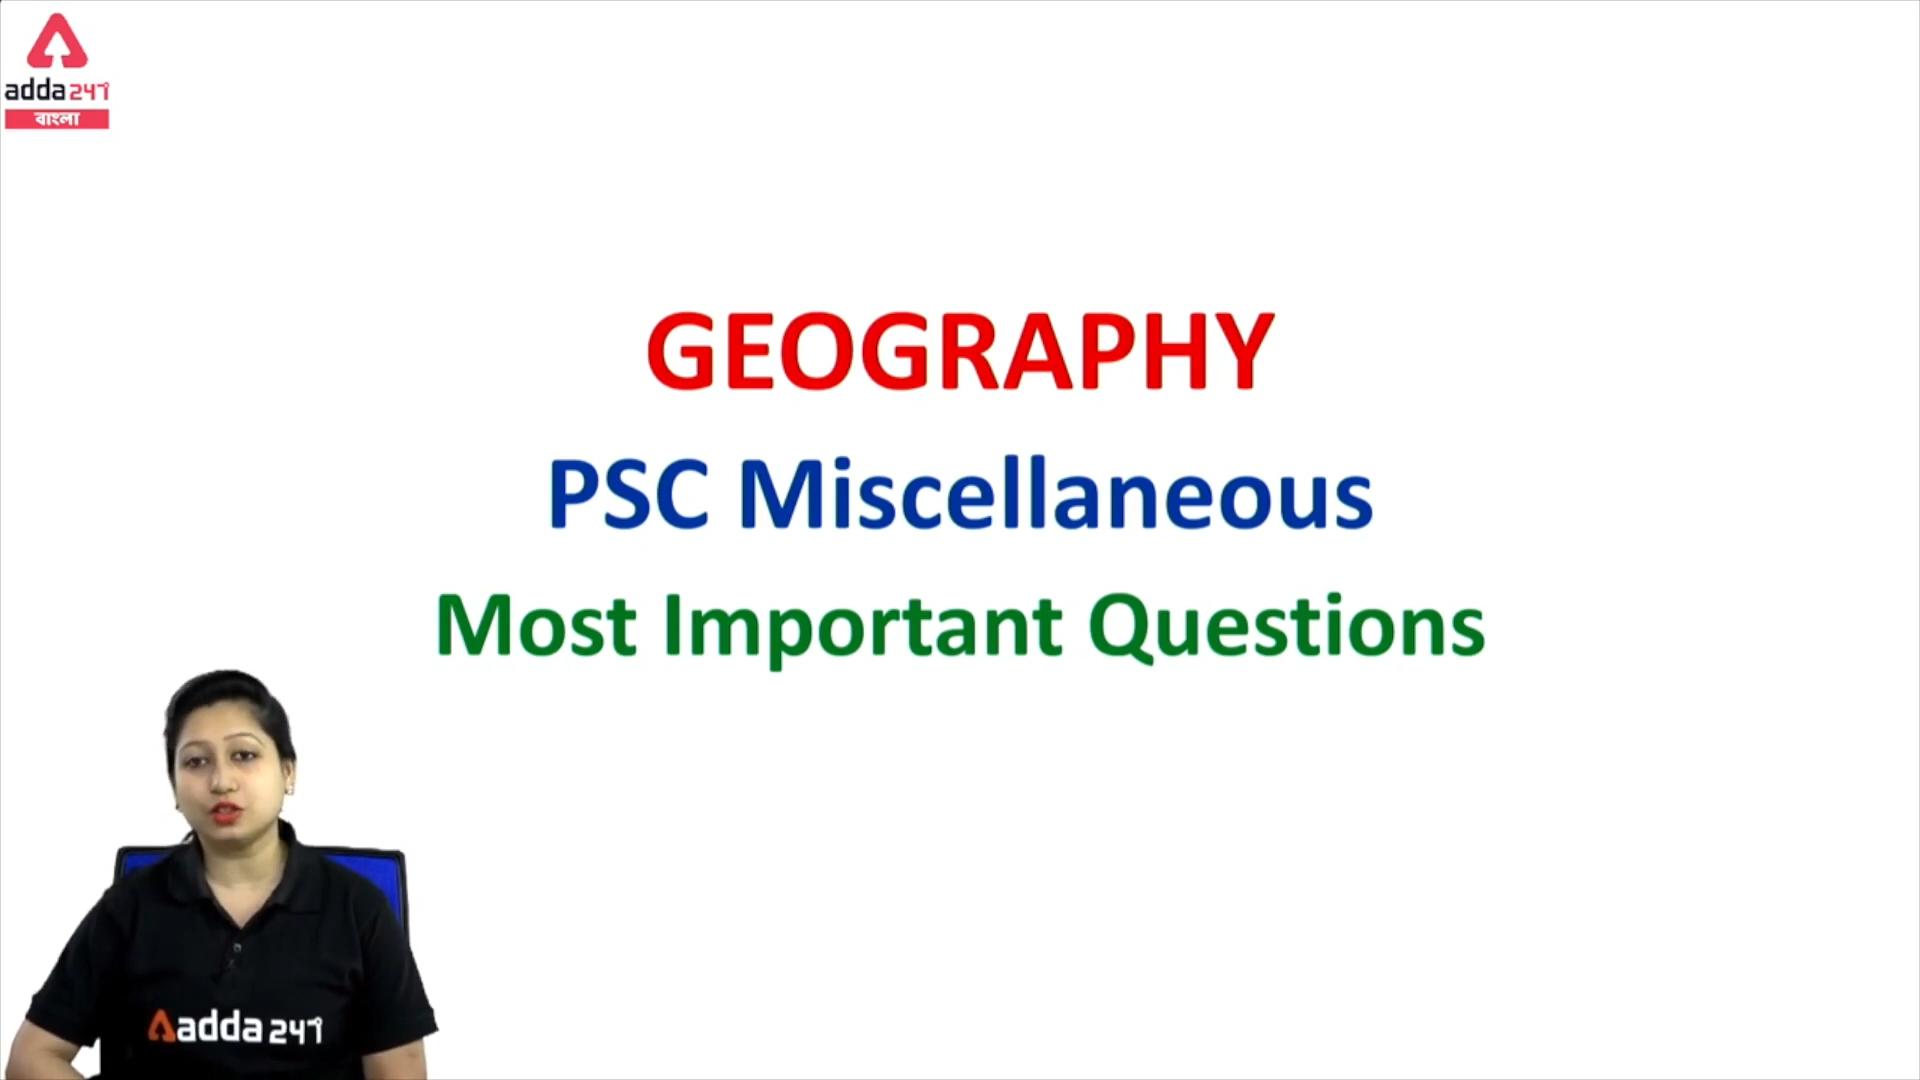 adda247
বাংলা
GEOGRAPHY
PSC Miscellaneous
Most Important Questions
adda247